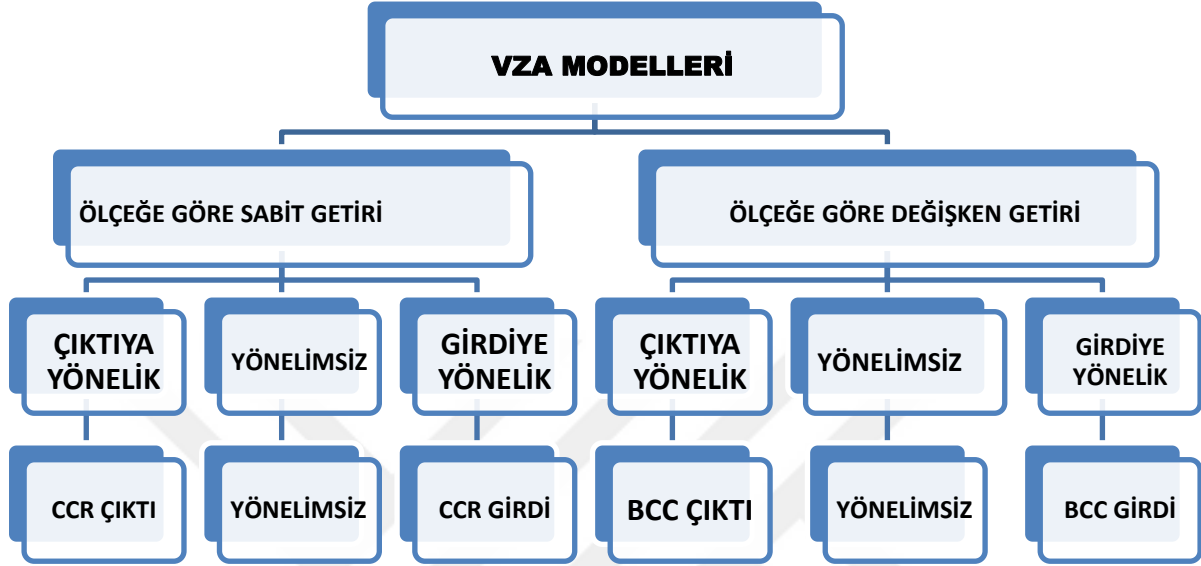 VZA MODELLERİ
ÖLÇEĞE GÖRE SABİT GETİRİ
ÖLÇEĞE GÖRE DEĞİŞKEN GETİRİ
ÇIKTIYA
YÖNELİK
YÖNELİMSİZ
GİRDİYE
YÖNELİK
ÇIKTIYA
YÖNELİK
YÖNELİMSİZ
GİRDİYE
YÖNELİK
CCR ÇIKTI
YÖNELİMSİZ
CCR GİRDİ
BCC ÇIKTI
YÖNELİMSİZ
BCC GİRDİ